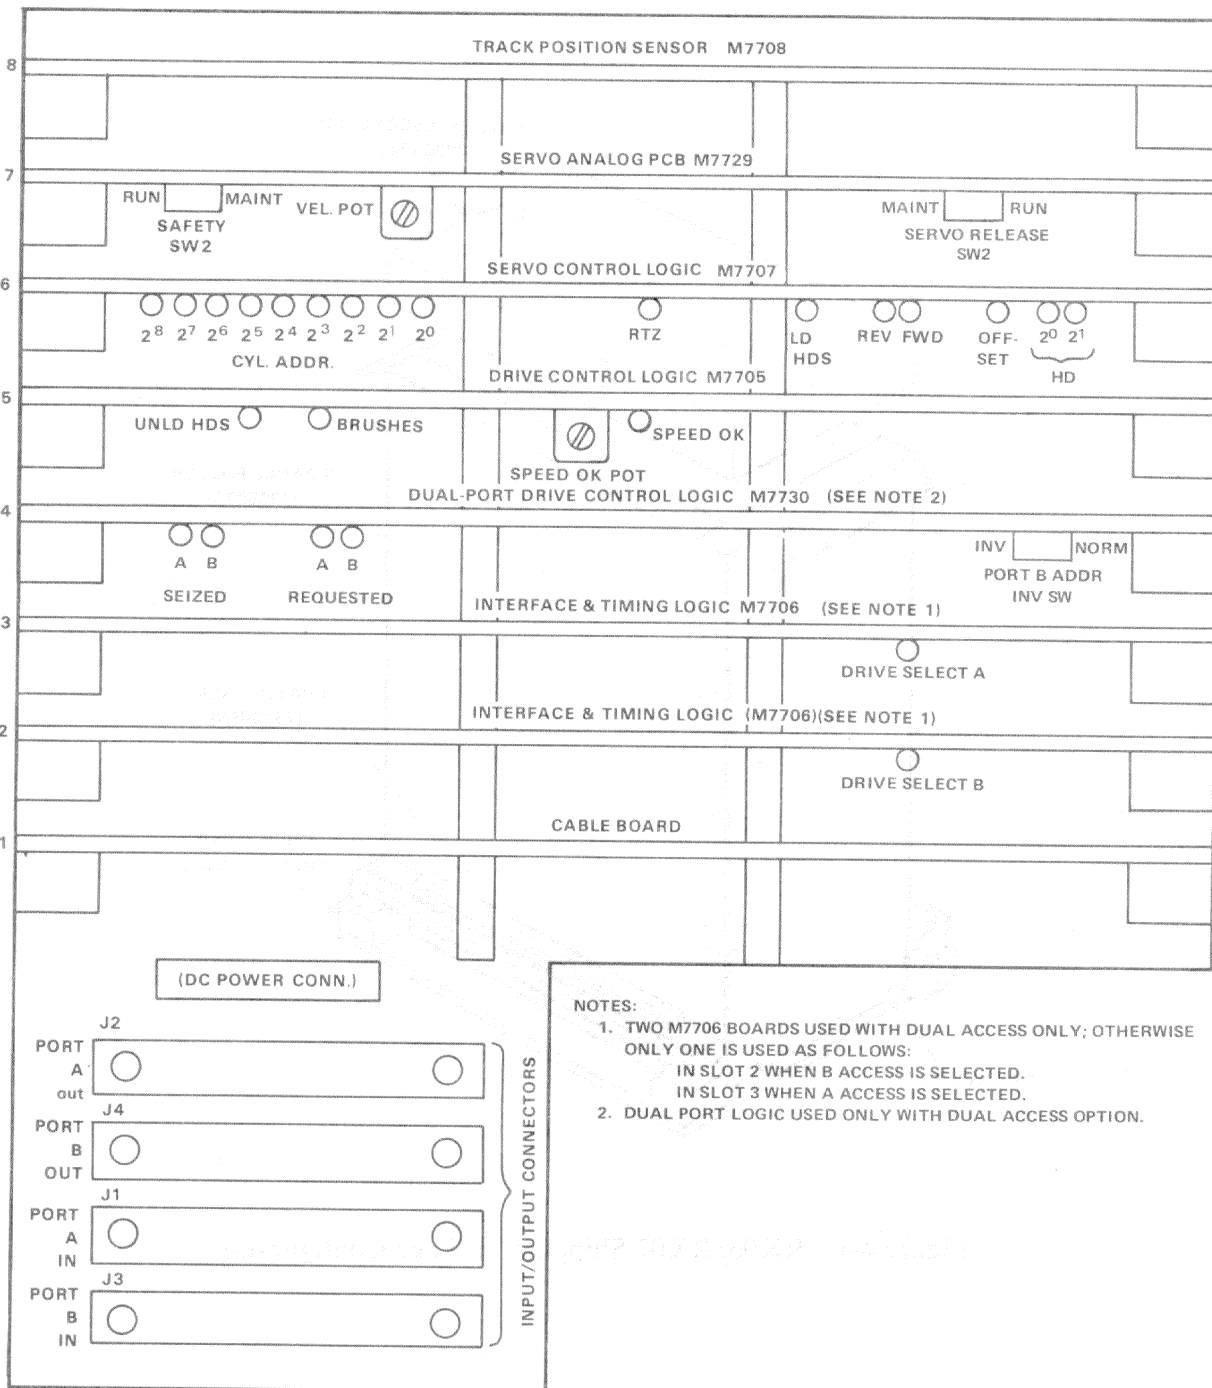 TRACK POSITION SENSOR M7708
8
SERVO ANALOG PCB M7729
7
RUN MAINT VEL. POT MAINT RUN
SAFETY SW2
SERVO RELEASE SW2
SERVO CONTROL LOGIC M7707
6
2⁸ 2⁷ 2⁶ 2⁵ 2⁴ 2³ 2² 2¹ 2⁰
CYL. ADDR.
RTZ
LD HDS
REV FWD
OFF-SET
2⁰ 2¹
HD
DRIVE CONTROL LOGIC M7705
5
UNLD HDS BRUSHES
SPEED OK
SPEED OK POT
DUAL-PORT DRIVE CONTROL LOGIC M7730 (SEE NOTE 2)
4
A B A B
SEIZED REQUESTED
INV NORM
PORT B ADDR
INV SW
INTERFACE & TIMING LOGIC M7706 (SEE NOTE 1)
3
DRIVE SELECT A
INTERFACE & TIMING LOGIC (M7706)(SEE NOTE 1)
2
DRIVE SELECT B
CABLE BOARD
1
(DC POWER CONN.)
J2
PORT
A
out
J4
PORT
B
OUT
J1
PORT
A
IN
J3
PORT
B
IN
INPUT/OUTPUT CONNECTORS
NOTES:
1. TWO M7706 BOARDS USED WITH DUAL ACCESS ONLY; OTHERWISE
ONLY ONE IS USED AS FOLLOWS:
IN SLOT 2 WHEN B ACCESS IS SELECTED.
IN SLOT 3 WHEN A ACCESS IS SELECTED.
2. DUAL PORT LOGIC USED ONLY WITH DUAL ACCESS OPTION.